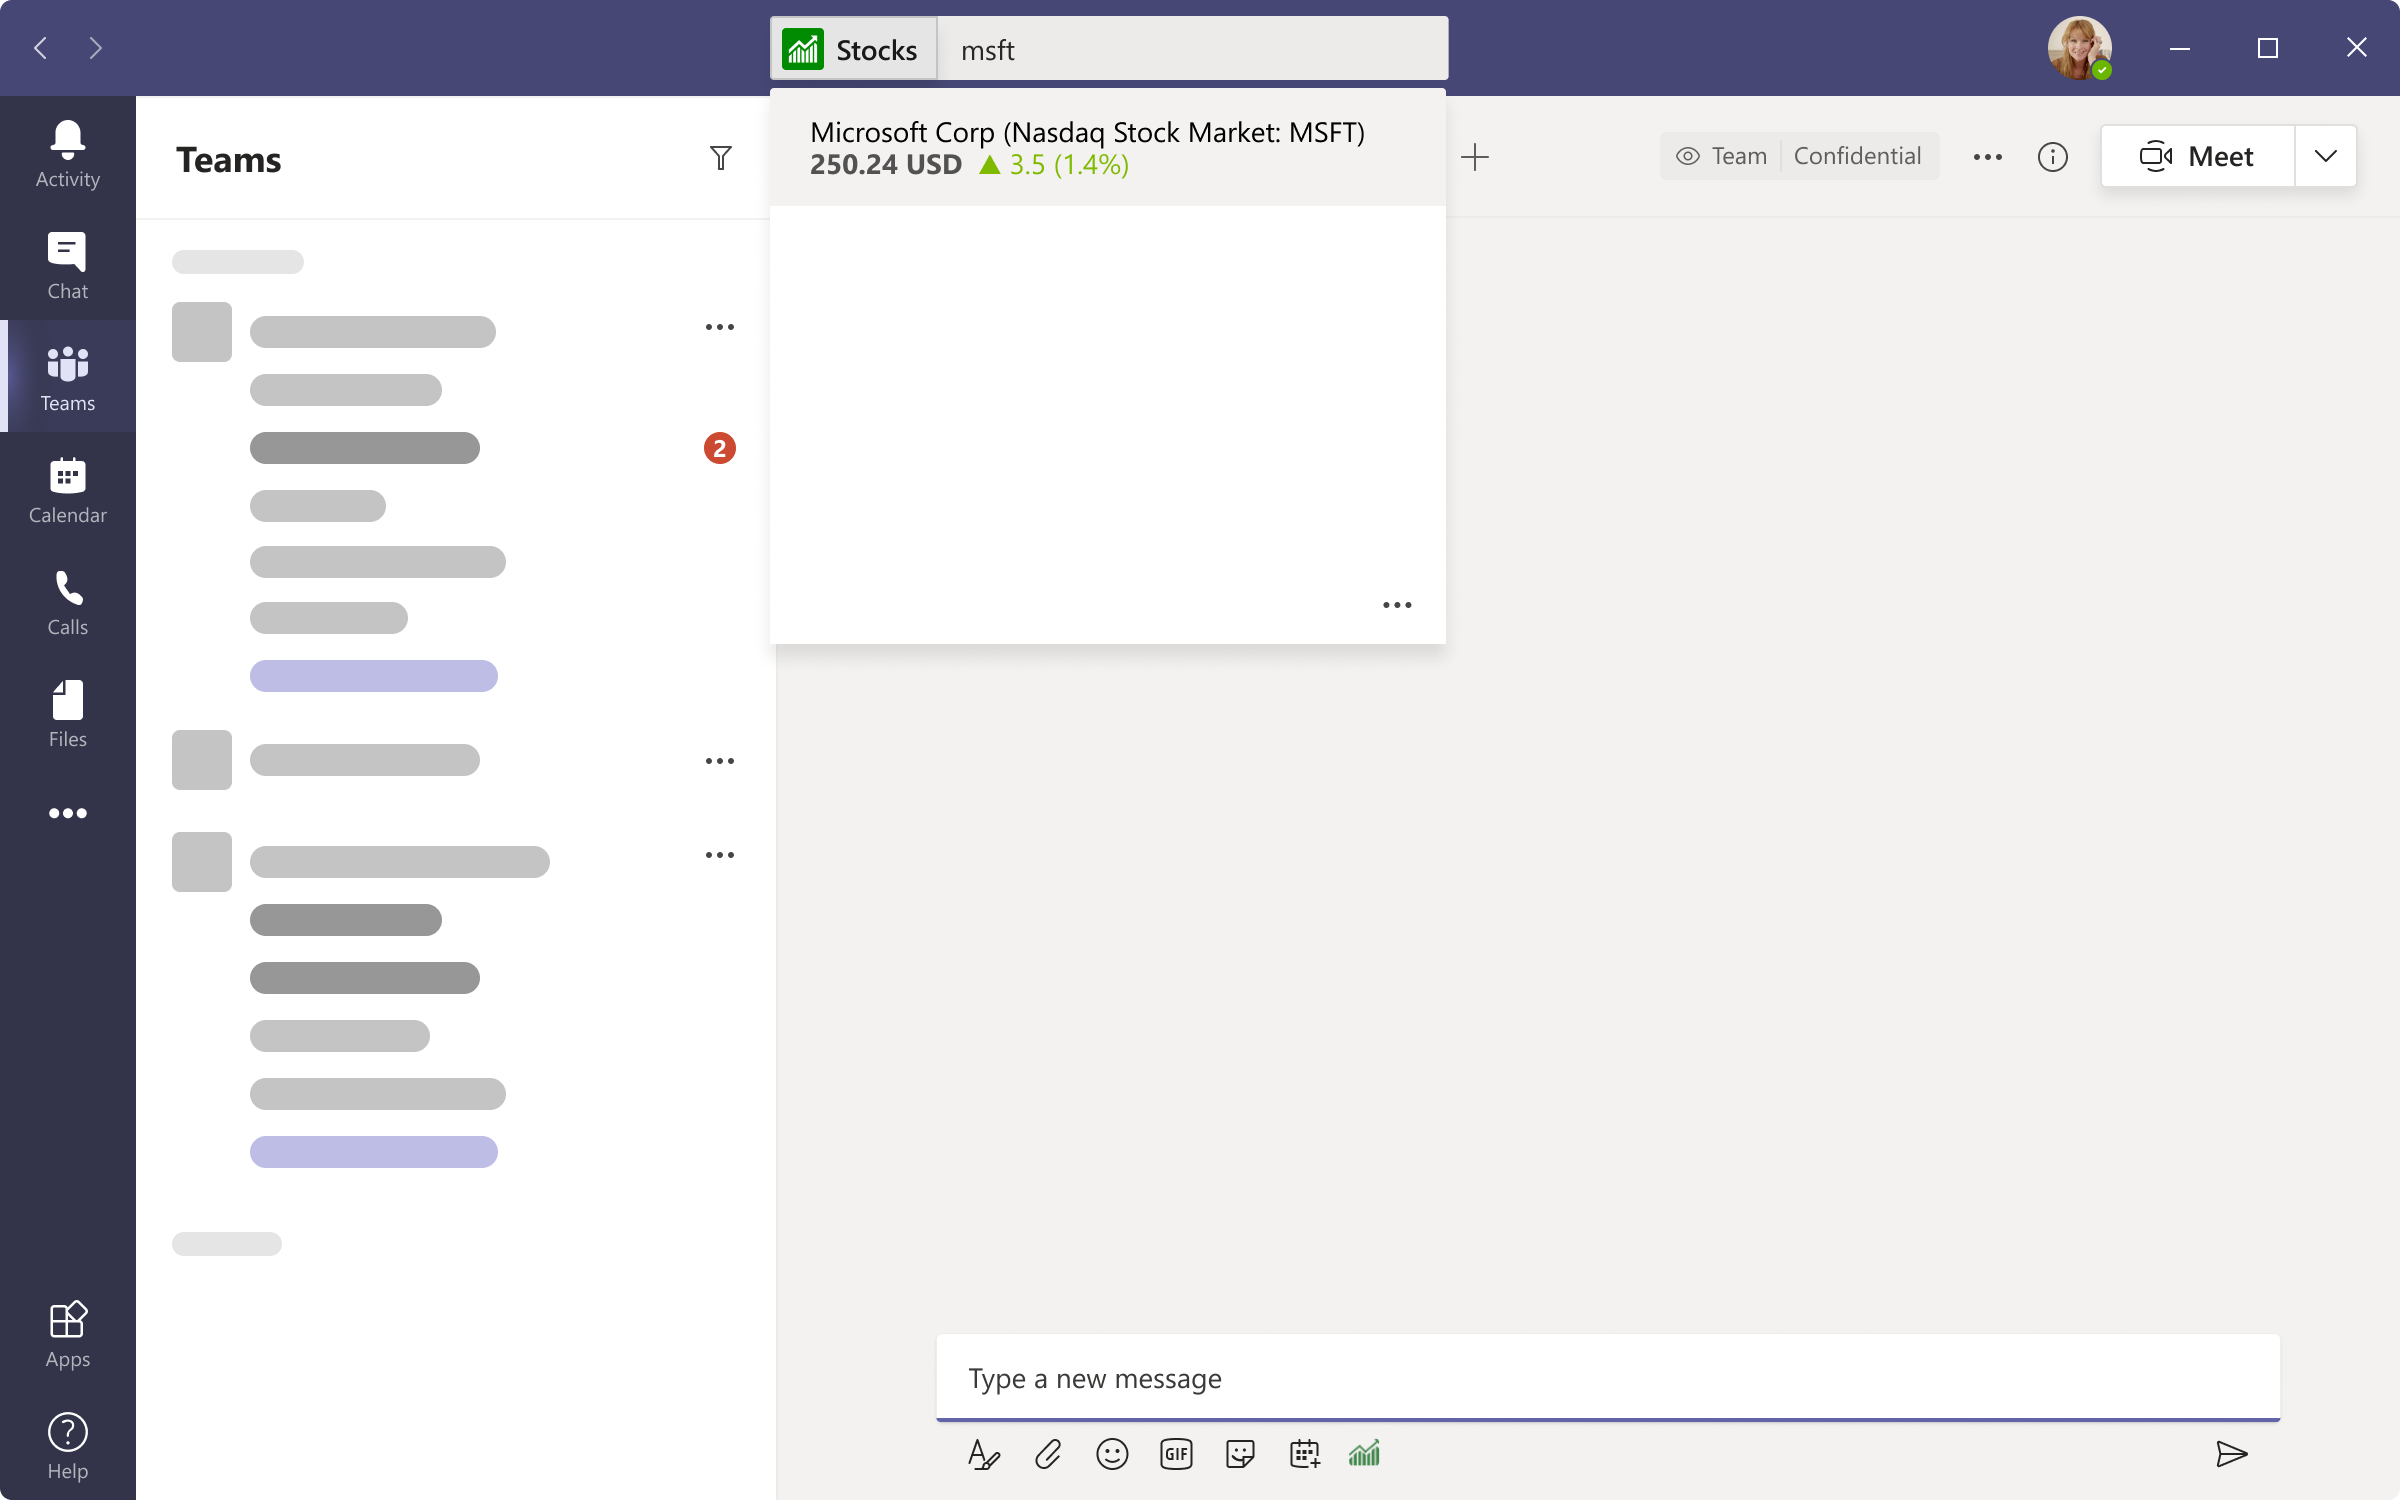 Stocks
msft
Activity
Chat
Teams
Calendar
Calls
Files
Apps
Help
Teams
2
Microsoft Corp (Nasdaq Stock Market: MSFT)
250.24 USD ▲ 3.5 (1.4%)
Team
Confidential
Meet
Type a new message
GIF